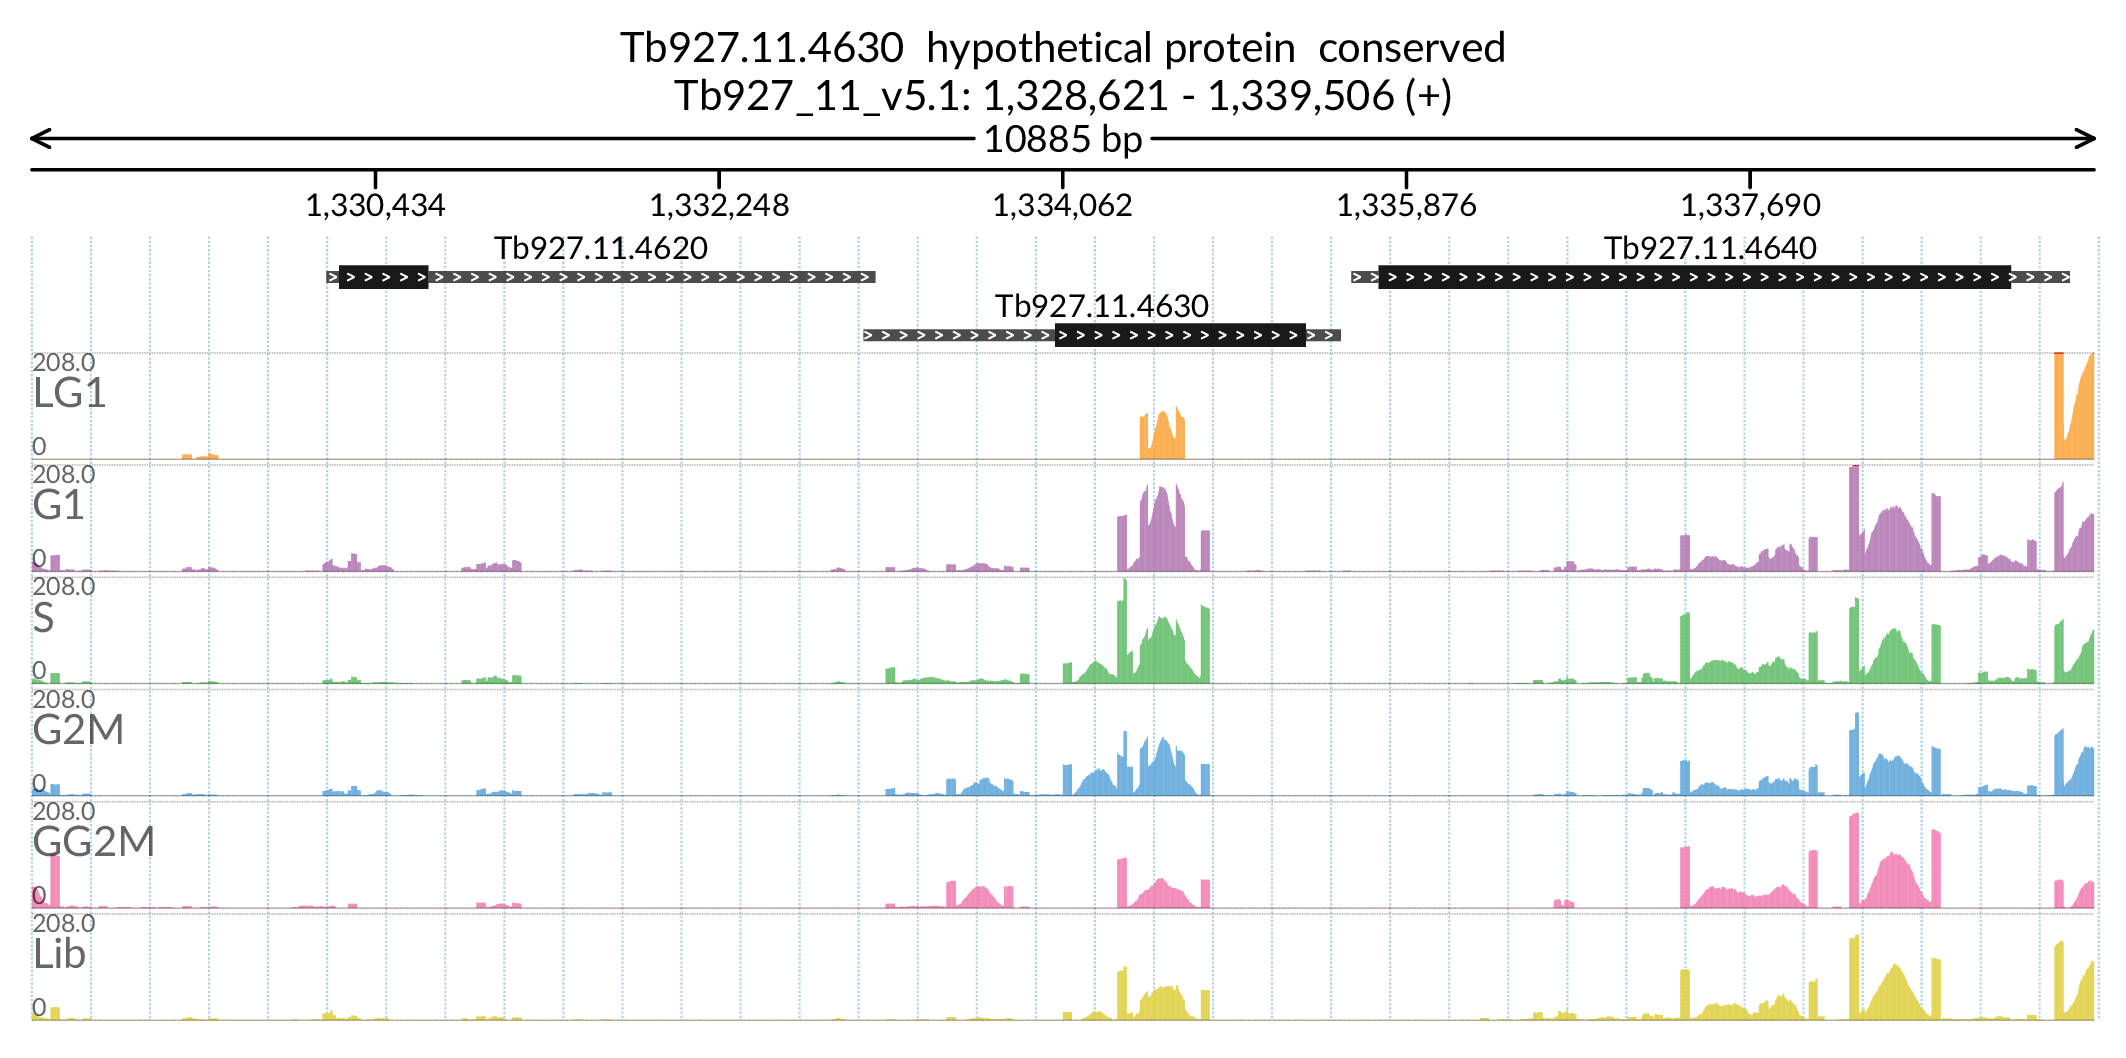 Tb927.11.4630  hypothetical protein  conserved
Tb927_11_v5.1: 1,328,621 - 1,339,506 (+)
10885 bp
1,330,434 1,332,248 1,334,062 1,335,876 1,337,690
Tb927.11.4620 Tb927.11.4640
Tb927.11.4630
208.0
LG1
0
208.0
G1
0
208.0
S
0
208.0
G2M
0
208.0
GG2M
0
208.0
Lib
0